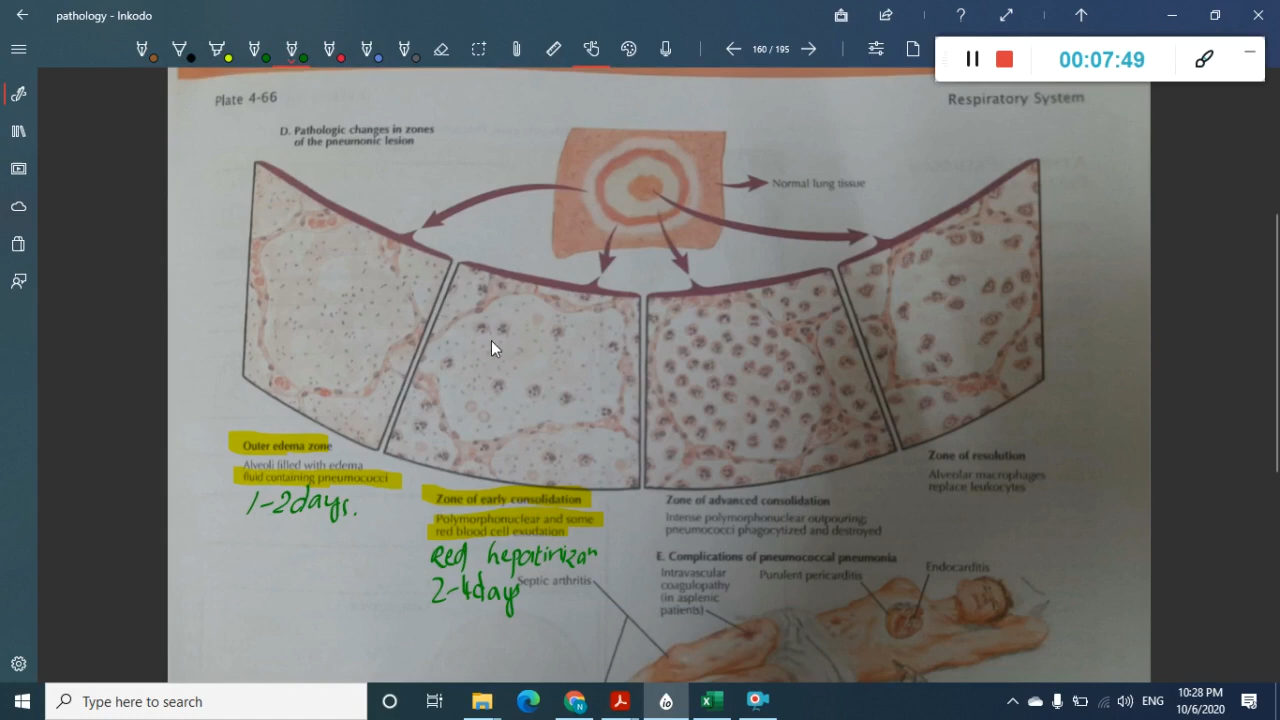 pathology - Inkodo
160 / 195
00:07:49
Plate 4-66
Respiratory System
D. Pathologic changes in zones
of the pneumonic lesion
Normal lung tissue
Outer edema zone
Alveoli filled with edema
fluid containing pneumococci
1-2days.
Zone of early consolidation
Polymorphonuclear and some
red blood cell exudation
Red hepertinizan
2-4days
Zone of advanced consolidation
Intense polymorphonuclear outpouring;
pneumococci phagocytized and destroyed
Zone of resolution
Alveolar macrophages
replace leukocytes
E. Complications of pneumococcal pneumonia
Septic arthritis
Intravascular
coagulopathy
(in asplenic
patients)
Purulent pericarditis
Endocarditis
Type here to search
ENG
10:28 PM
10/6/2020